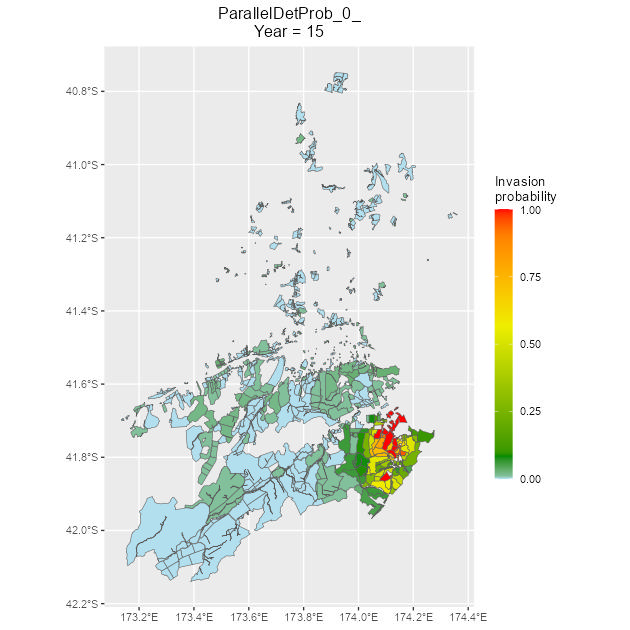 ParallelDetProb_0_
Year = 15
40.8°S
41.0°S
41.2°S
41.4°S
41.6°S
41.8°S
42.0°S
42.2°S
173.2°E 173.4°E 173.6°E 173.8°E 174.0°E 174.2°E 174.4°E
Invasion
probability
1.00
0.75
0.50
0.25
0.00